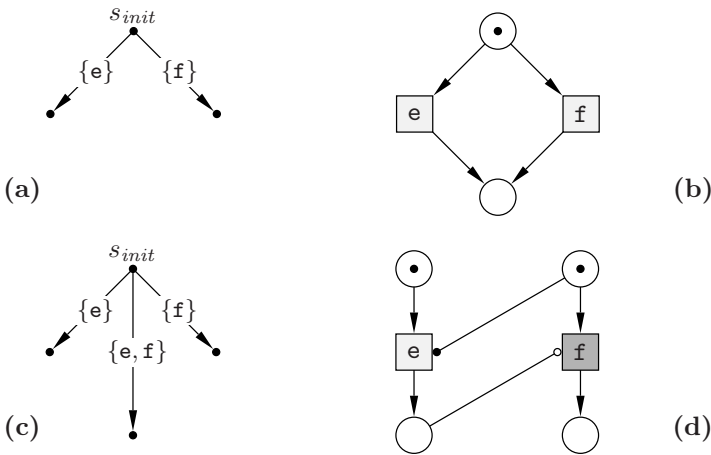 s_init
{e} {f}
e f
(a) (b)
s_init
{e} {f}
{e, f}
e f
(c) (d)